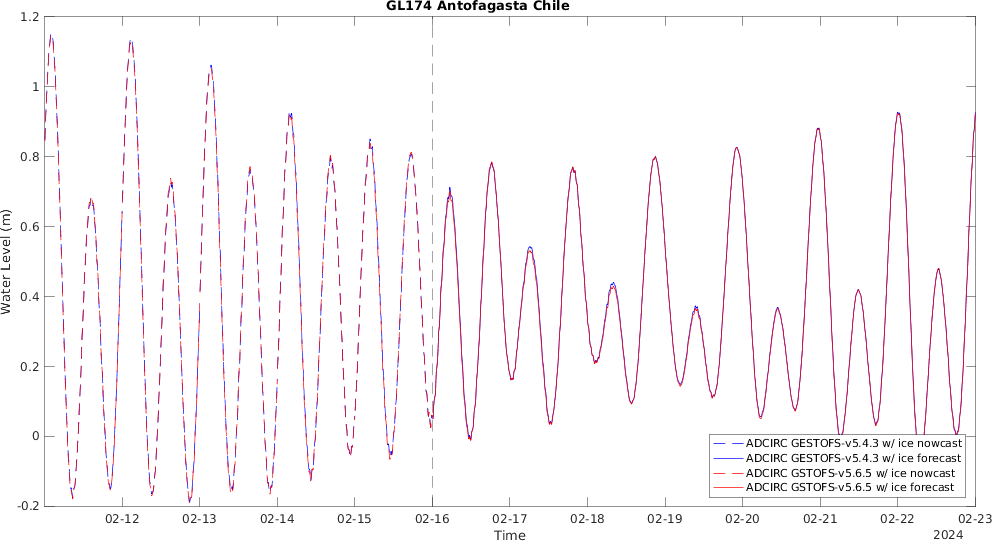 GL174 Antofagasta Chile
1.2
1
0.8
0.6
0.4
0.2
0
-0.2
Water Level (m)
02-12 02-13 02-14 02-15 02-16 02-17 02-18 02-19 02-20 02-21 02-22 02-23
Time
2024
ADCIRC GESTOFS-v5.4.3 w/ ice nowcast
ADCIRC GESTOFS-v5.4.3 w/ ice forecast
ADCIRC GSTOFS-v5.6.5 w/ ice nowcast
ADCIRC GSTOFS-v5.6.5 w/ ice forecast